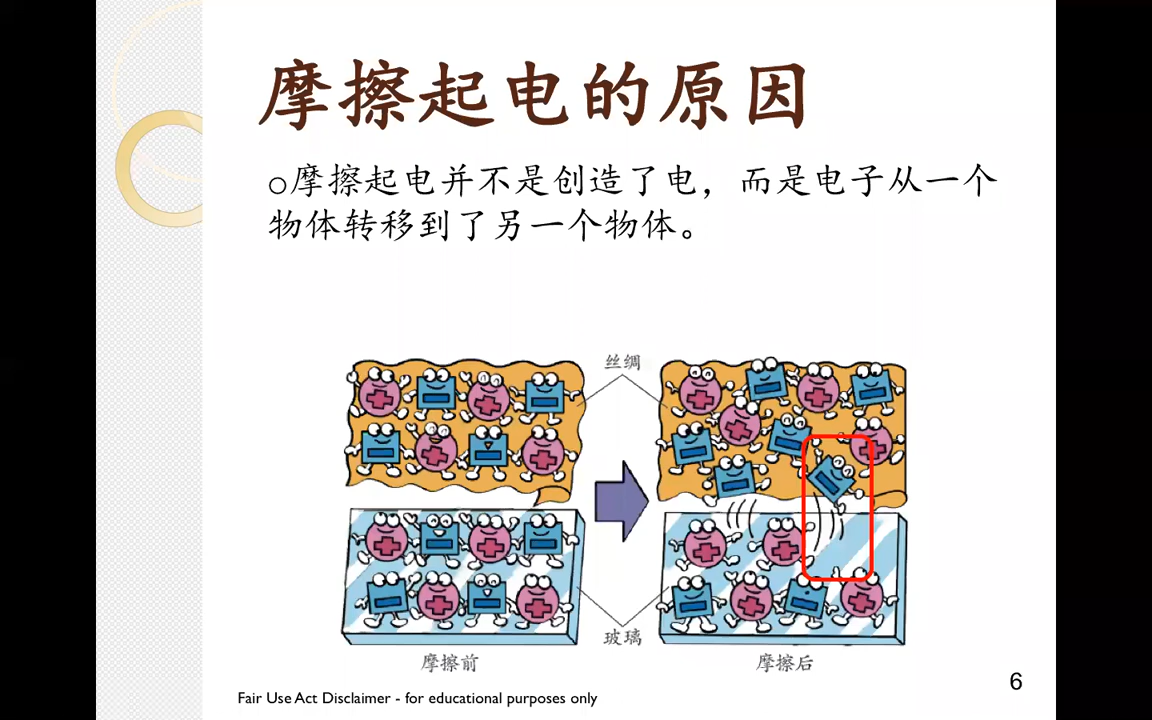 摩擦起电的原因
○摩擦起电并不是创造了电，而是电子从一个
物体转移到了另一个物体。
丝绸
玻璃
摩擦前
摩擦后
Fair Use Act Disclaimer - for educational purposes only
6